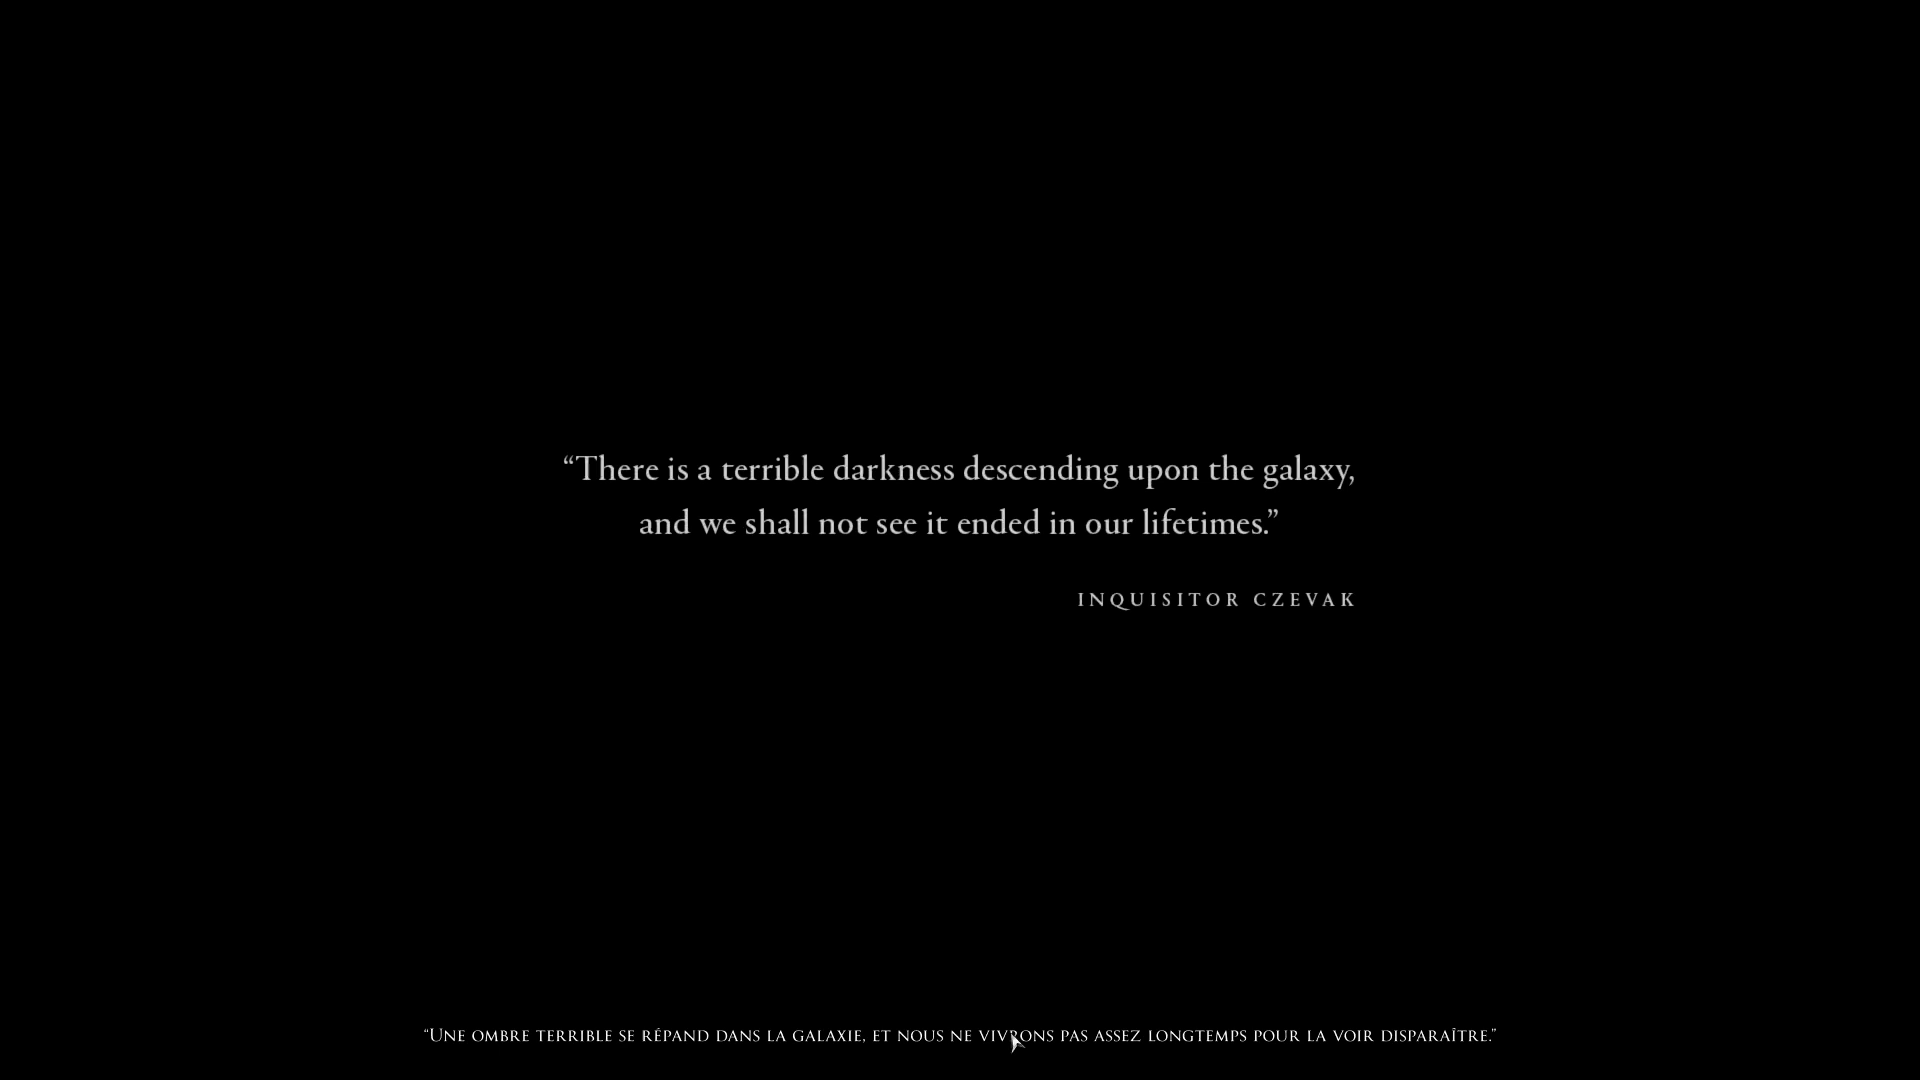 “There is a terrible darkness descending upon the galaxy,
and we shall not see it ended in our lifetimes.”
INQUISITOR CZEVAK
“Une ombre terrible se répand dans la galaxie, et nous ne vivrons pas assez longtemps pour la voir disparaître.”